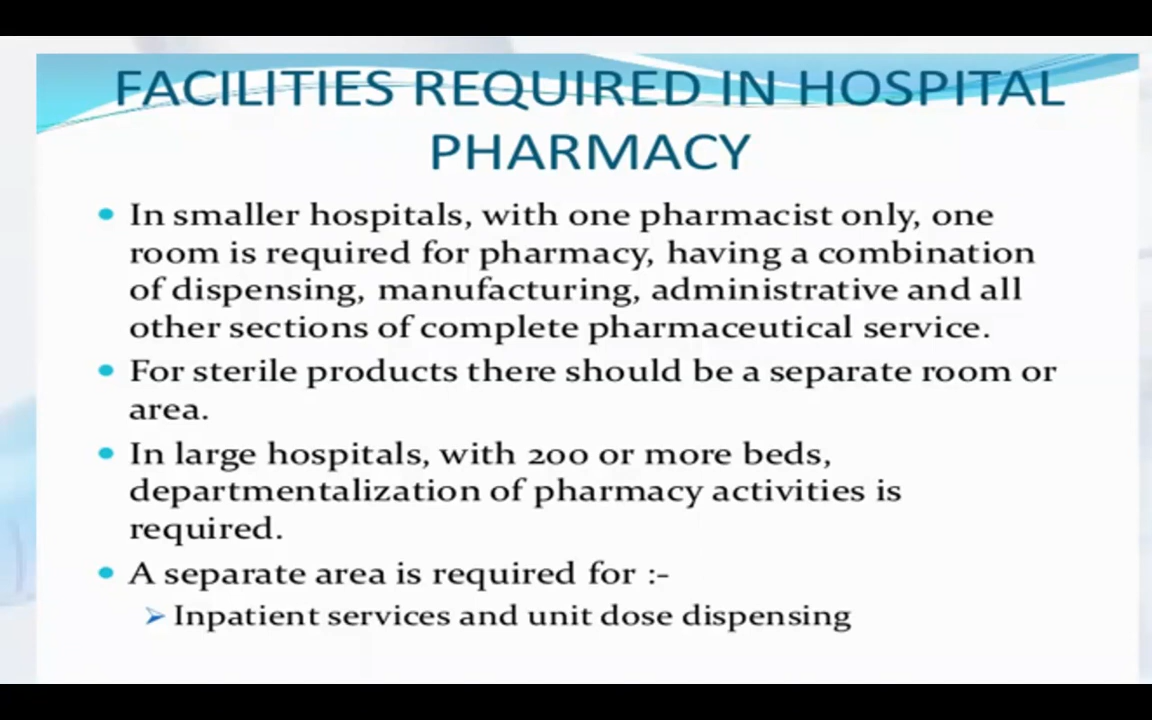 FACILITIES REQUIRED IN HOSPITAL
PHARMACY
• In smaller hospitals, with one pharmacist only, one
room is required for pharmacy, having a combination
of dispensing, manufacturing, administrative and all
other sections of complete pharmaceutical service.
• For sterile products there should be a separate room or
area.
• In large hospitals, with 200 or more beds,
departmentalization of pharmacy activities is
required.
• A separate area is required for :-
➢ Inpatient services and unit dose dispensing